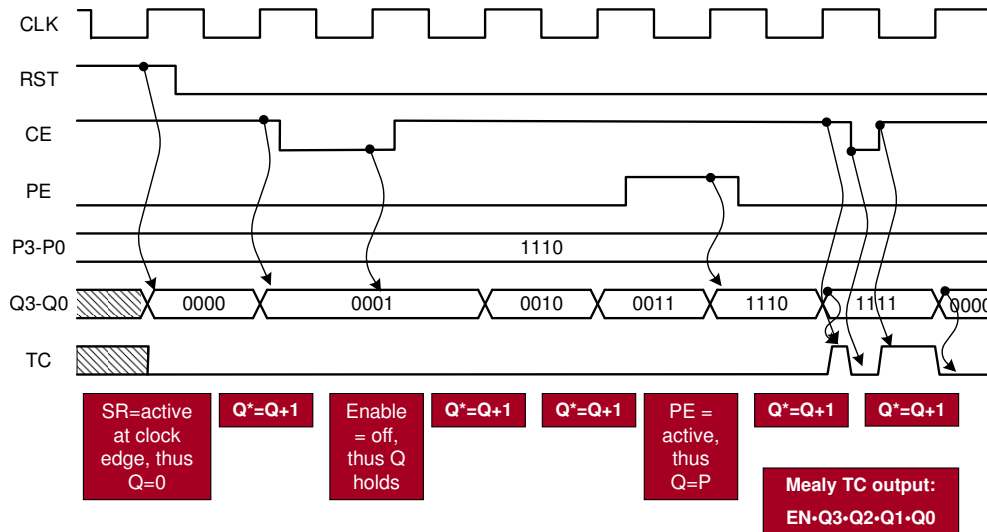 CLK
RST
CE
PE
P3-P0
1110
Q3-Q0
0000
0001
0010
0011
1110
1111
0000
TC
SR=active
at clock
edge, thus
Q=0
Q*=Q+1
Enable
= off,
thus Q
holds
Q*=Q+1
Q*=Q+1
PE =
active,
thus
Q=P
Q*=Q+1
Q*=Q+1
Mealy TC output:
EN•Q3•Q2•Q1•Q0